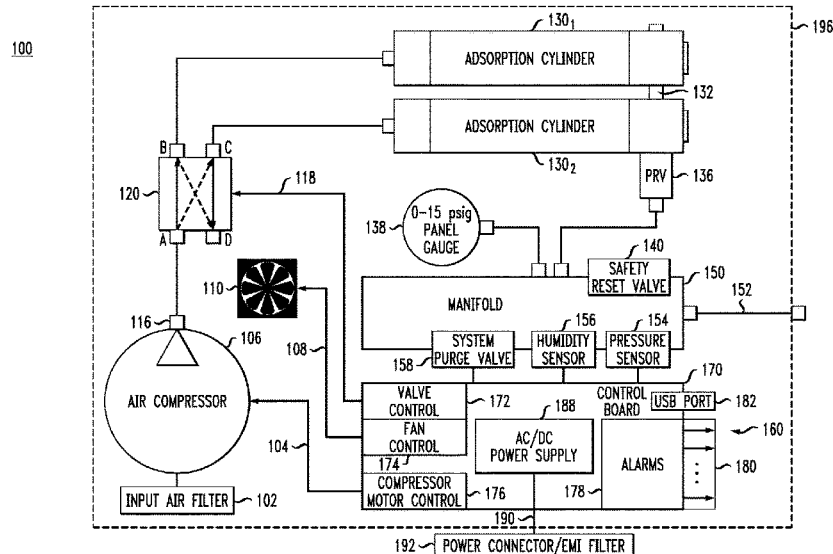 100
130₁
196
ADSORPTION CYLINDER
132
B
C
ADSORPTION CYLINDER
130₂
120
118
PRV
136
A
D
138
0-15 psig
PANEL
GAUGE
140
SAFETY
RESET VALVE
150
110
MANIFOLD
152
116
106
108
SYSTEM
PURGE VALVE
158
156
HUMIDITY
SENSOR
154
PRESSURE
SENSOR
170
AIR COMPRESSOR
VALVE
CONTROL
172
188
CONTROL
BOARD
USB PORT
182
104
FAN
CONTROL
174
AC/DC
POWER SUPPLY
160
ALARMS
178
180
COMPRESSOR
MOTOR CONTROL
176
INPUT AIR FILTER
102
190
192
POWER CONNECTOR/EMI FILTER